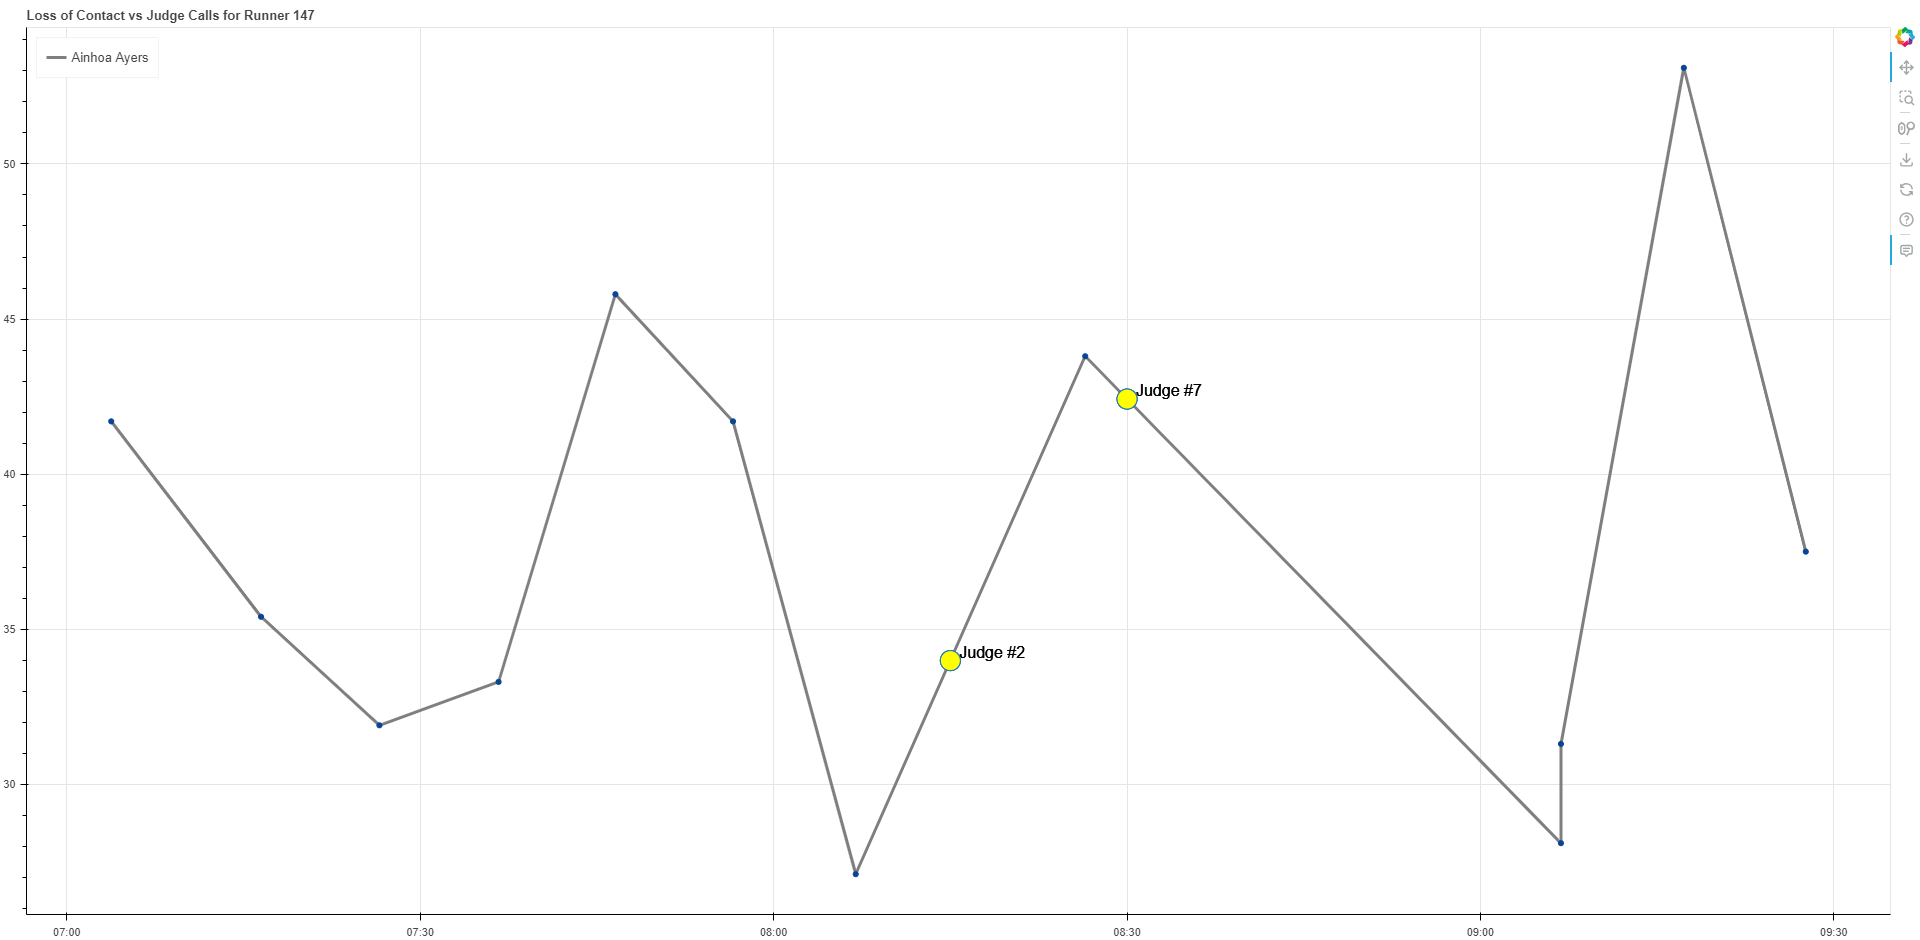 Loss of Contact vs Judge Calls for Runner 147
Ainhoa Ayers
50
45
Judge #7
40
35
Judge #2
30
07:00 07:30 08:00 08:30 09:00 09:30